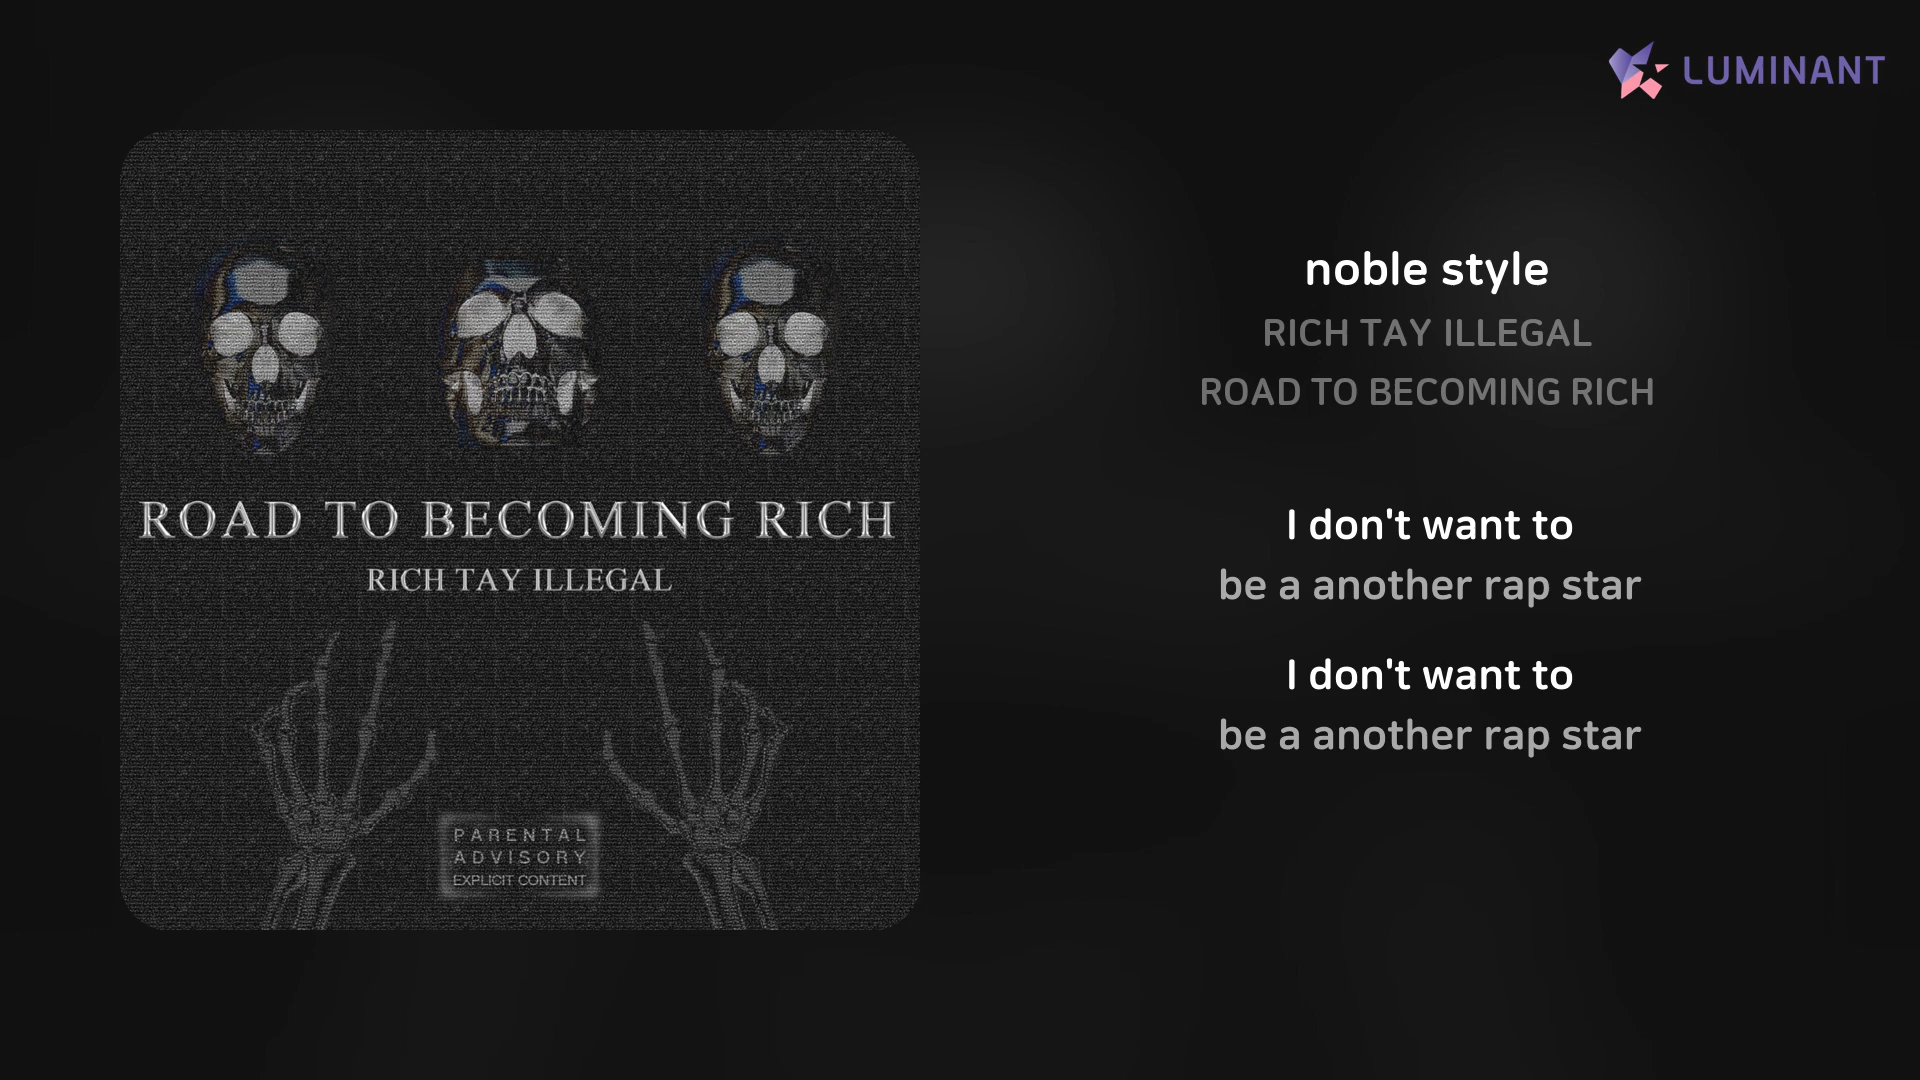 LUMINANT
ROAD TO BECOMING RICH
RICH TAY ILLEGAL
PARENTAL
ADVISORY
EXPLICIT CONTENT
noble style
RICH TAY ILLEGAL
ROAD TO BECOMING RICH
I don't want to
be a another rap star
I don't want to
be a another rap star